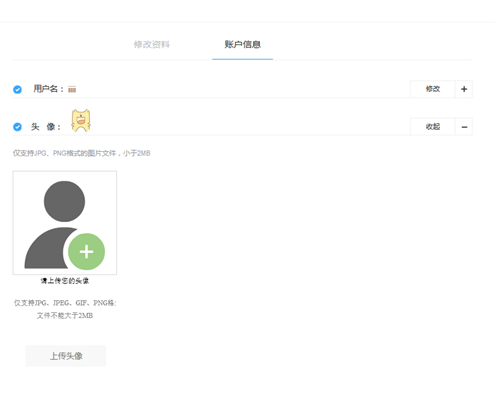 修改资料 账户信息
用户名： 修改 +
头 像： 收起 −
仅支持JPG、PNG格式的图片文件，小于2MB
请上传您的头像
仅支持JPG、JPEG、GIF、PNG格:
文件不能大于2MB
上传头像